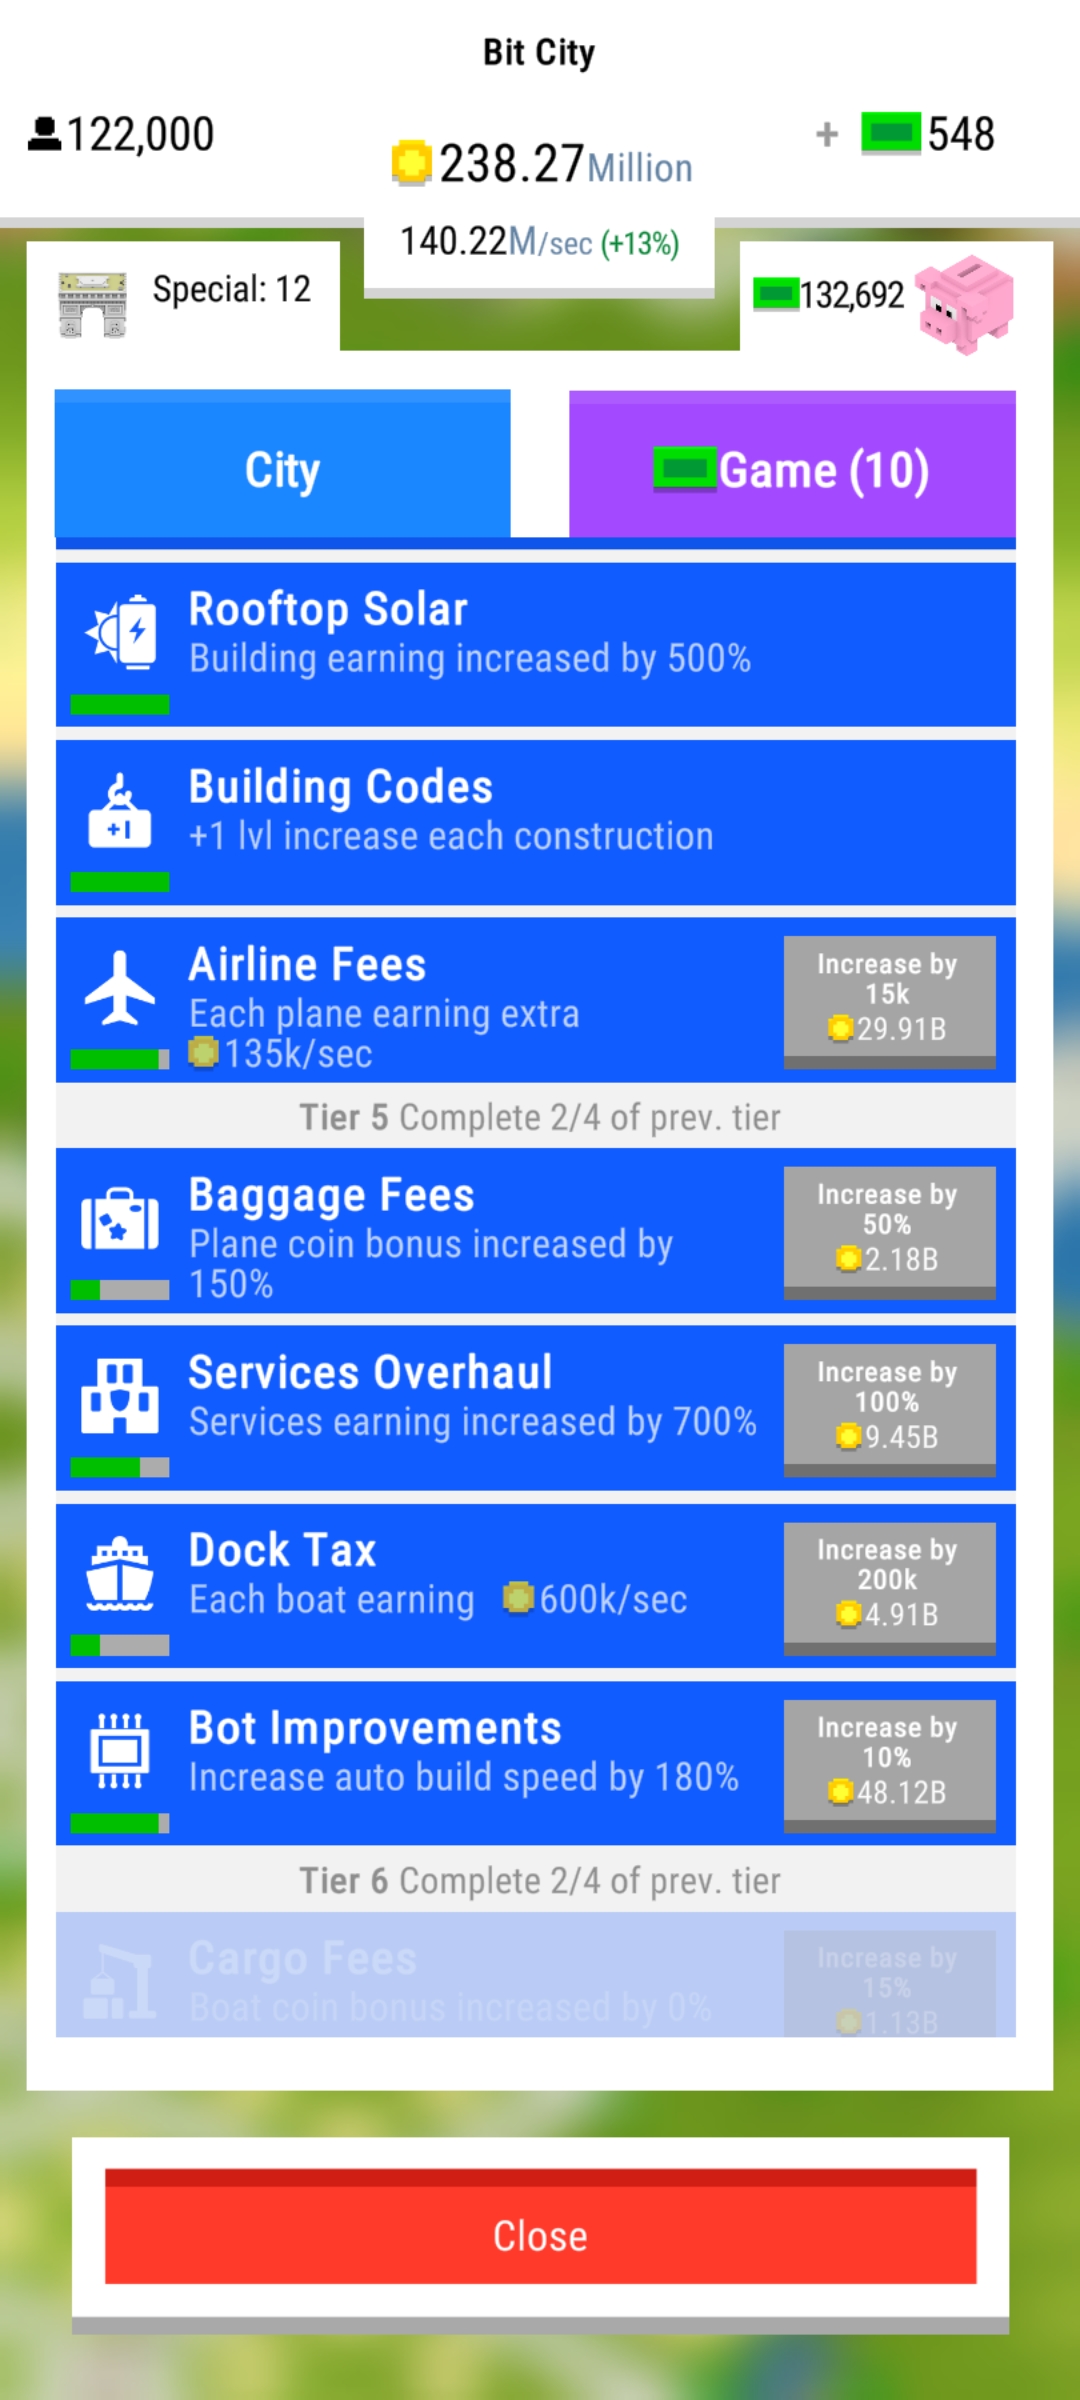 Bit City
122,000
238.27Million
+ 548
140.22M/sec (+13%)
Special: 12
132,692
City
Game (10)
Rooftop Solar
Building earning increased by 500%
Building Codes
+1
+1 lvl increase each construction
Airline Fees
Each plane earning extra
135k/sec
Increase by
15k
29.91B
Tier 5 Complete 2/4 of prev. tier
Baggage Fees
Plane coin bonus increased by
150%
Increase by
50%
2.18B
Services Overhaul
Services earning increased by 700%
Increase by
100%
9.45B
Dock Tax
Each boat earning 600k/sec
Increase by
200k
4.91B
Bot Improvements
Increase auto build speed by 180%
Increase by
10%
48.12B
Tier 6 Complete 2/4 of prev. tier
Cargo Fees
Boat coin bonus increased by 0%
Increase by
15%
1.13B
Close